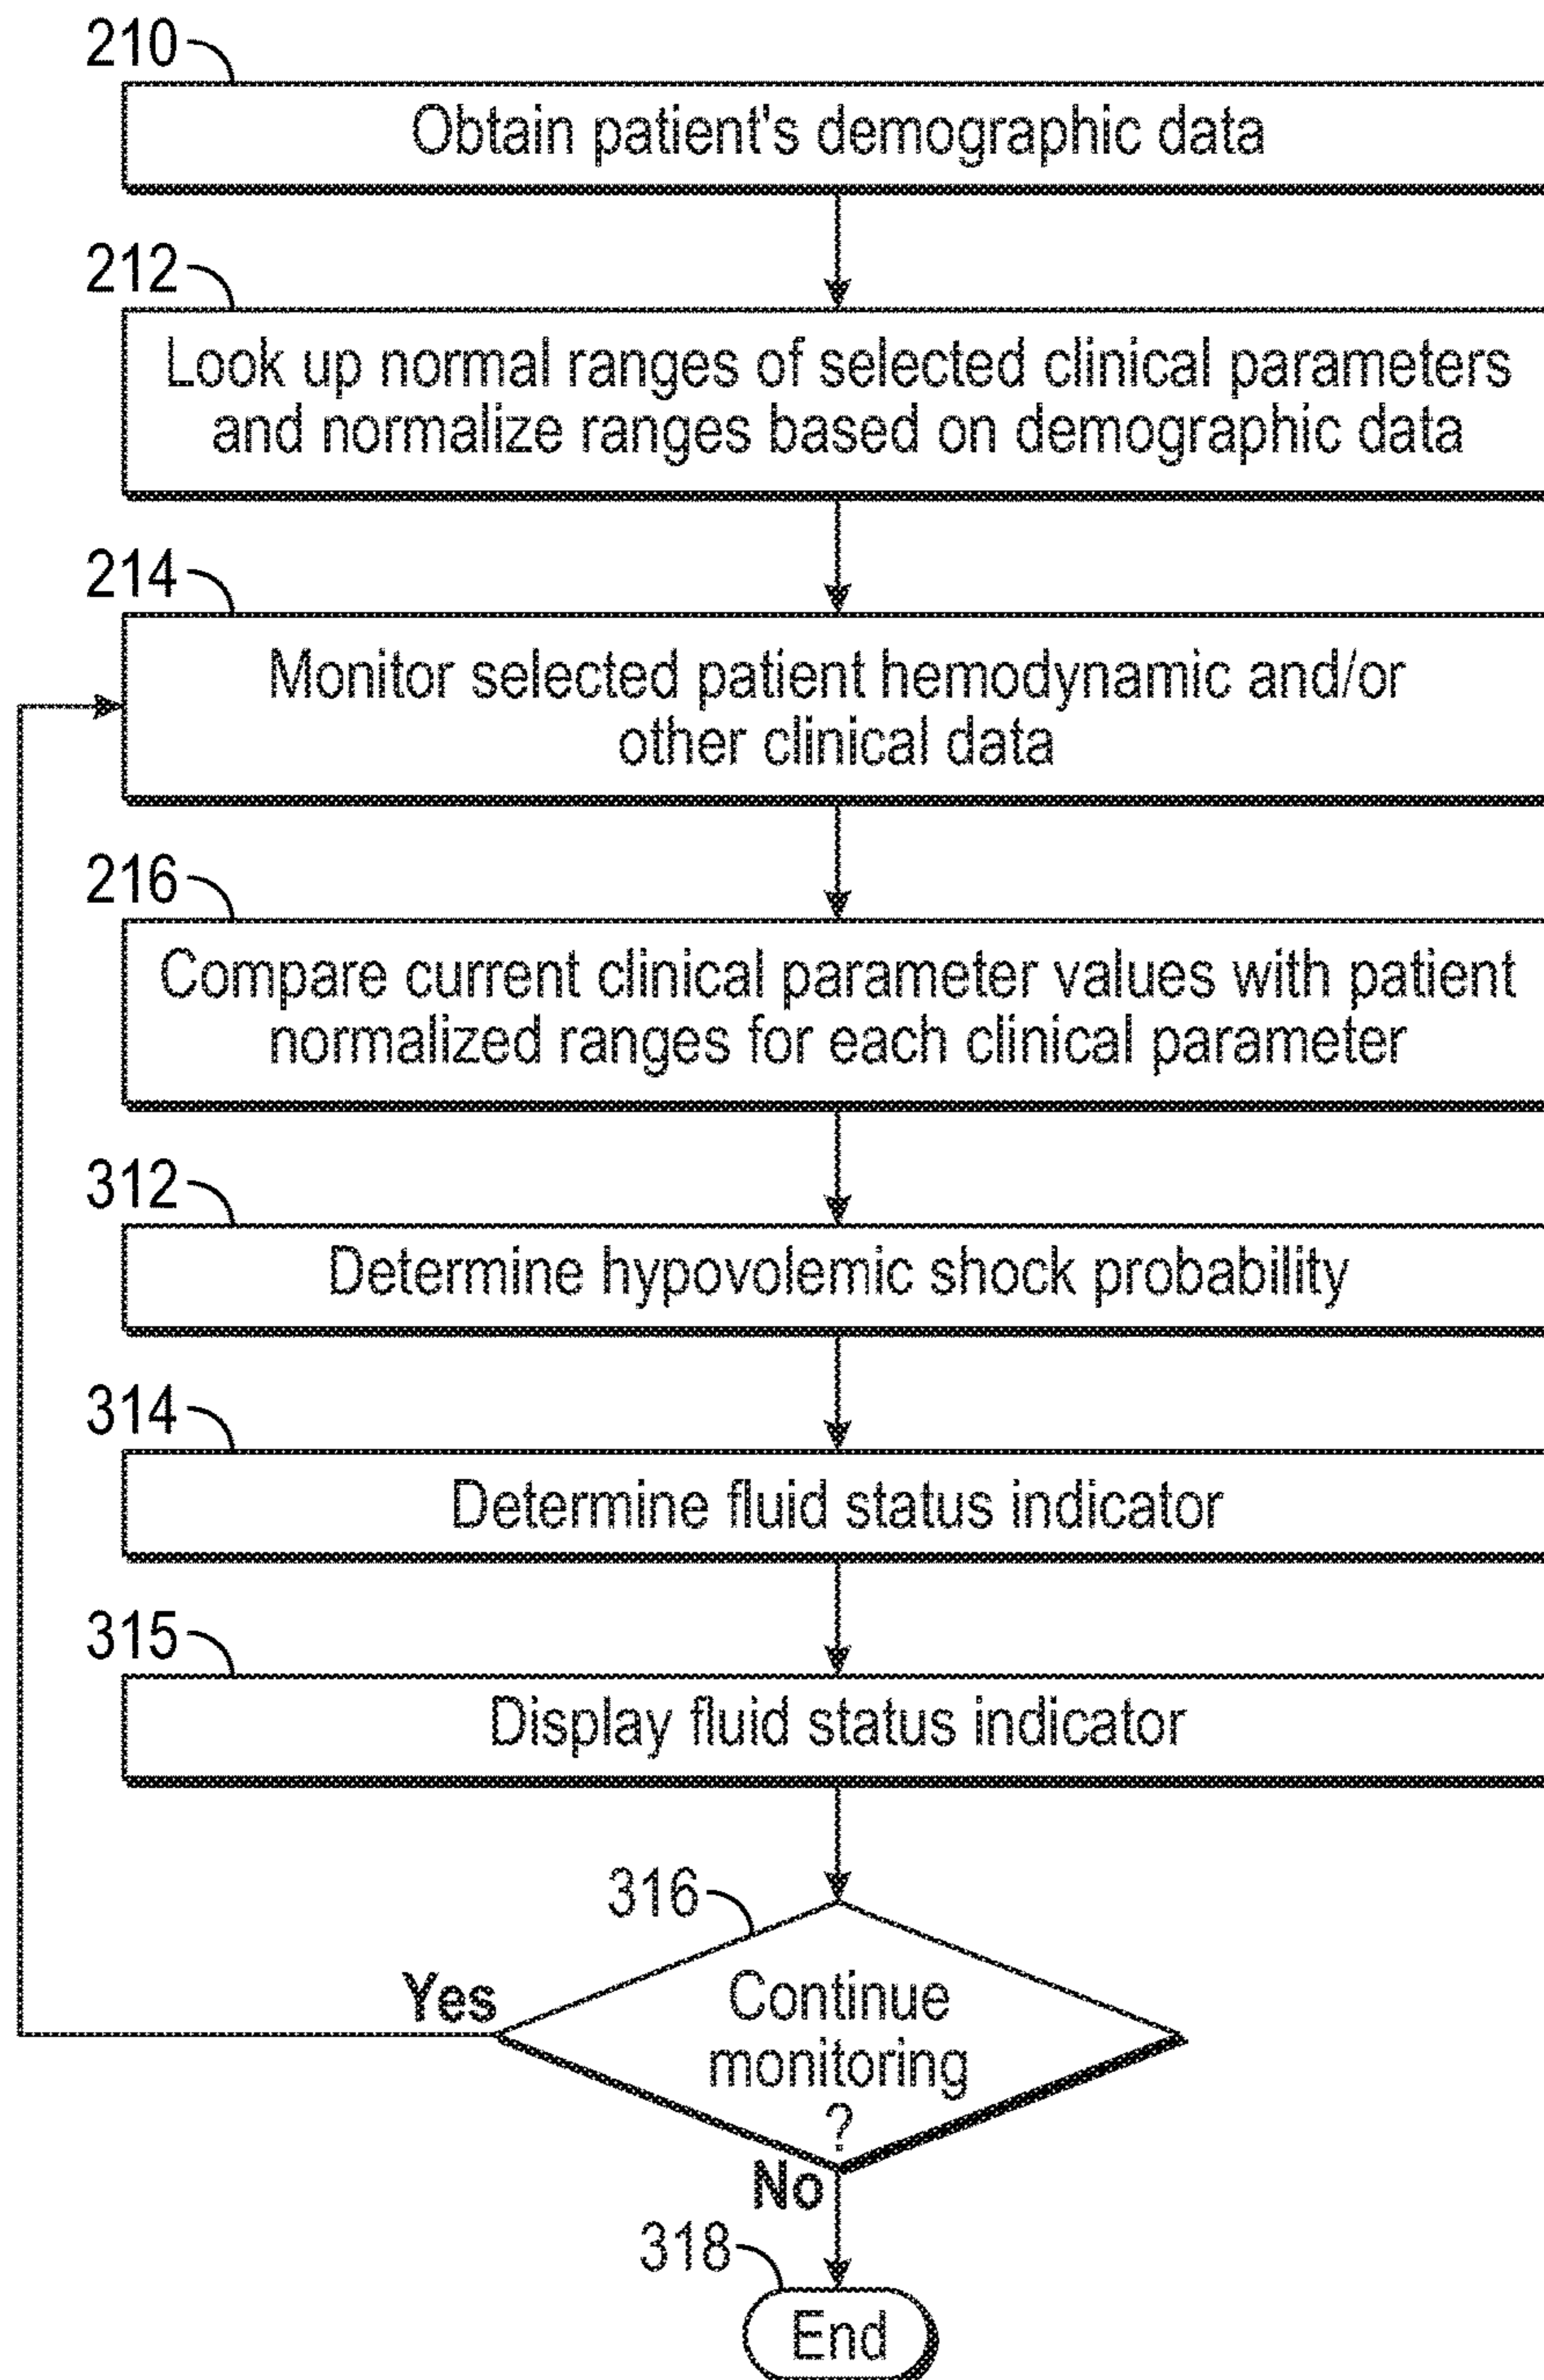 210
Obtain patient's demographic data
212
Look up normal ranges of selected clinical parameters
and normalize ranges based on demographic data
214
Monitor selected patient hemodynamic and/or
other clinical data
216
Compare current clinical parameter values with patient
normalized ranges for each clinical parameter
312
Determine hypovolemic shock probability
314
Determine fluid status indicator
315
Display fluid status indicator
316
Yes
Continue
monitoring
?
No
318
End